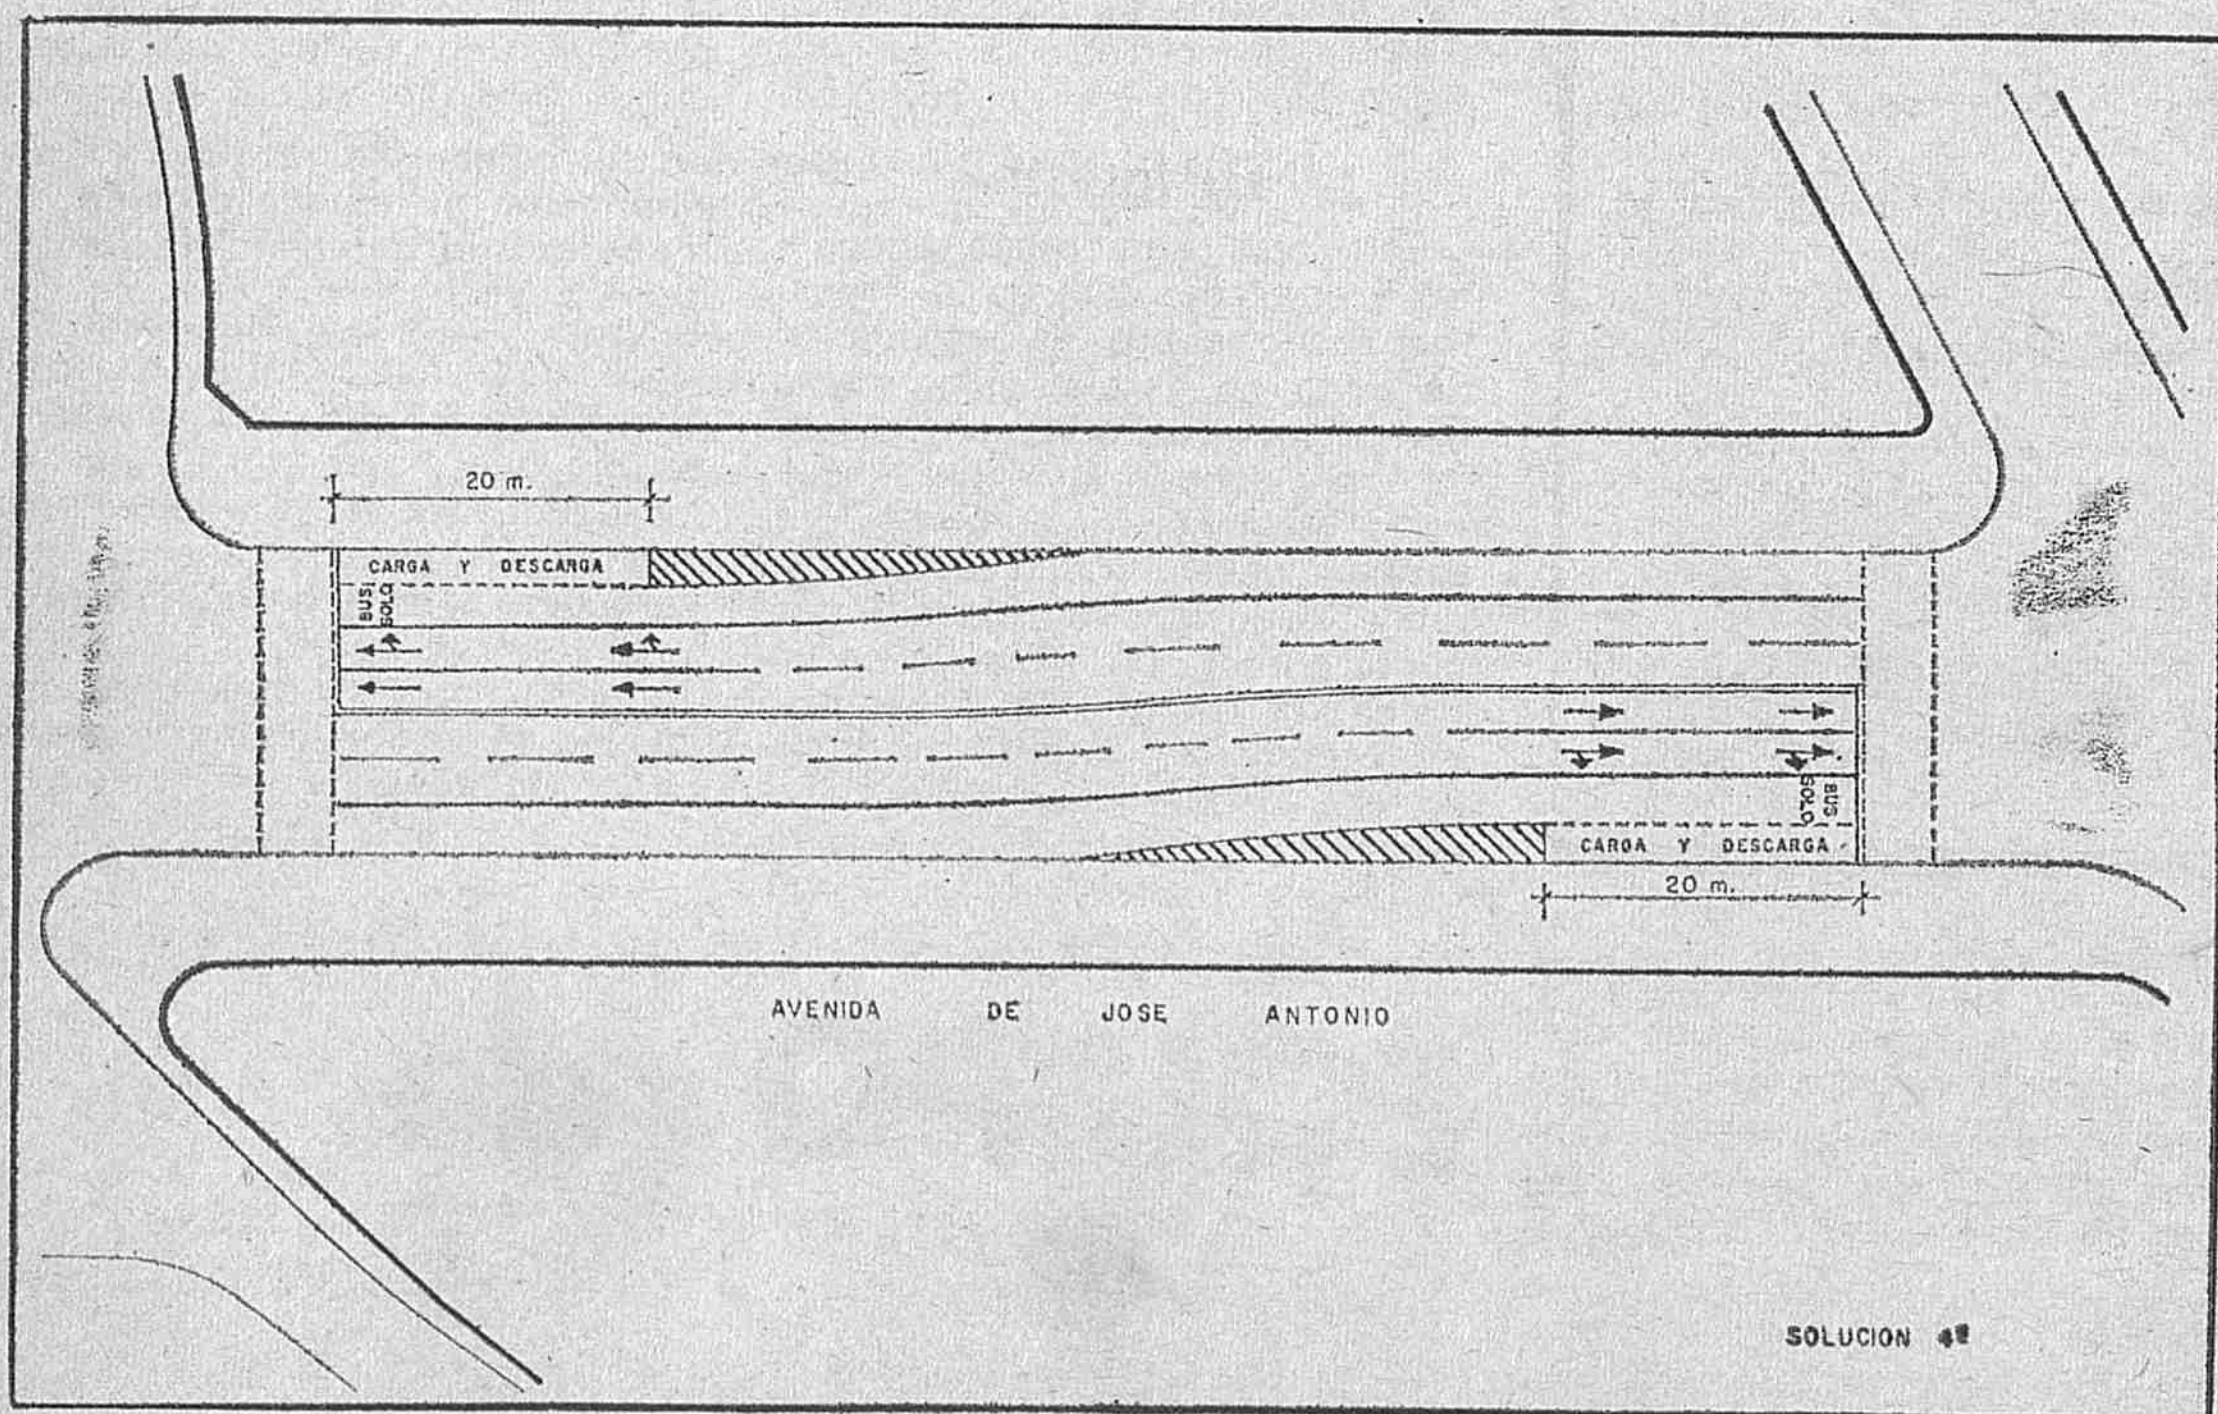 20 m.
CARGA Y DESCARGA
BUS
SOLO
BUS
SOLO
CARGA Y DESCARGA
20 m.
AVENIDA DE JOSE ANTONIO
SOLUCION 4ª